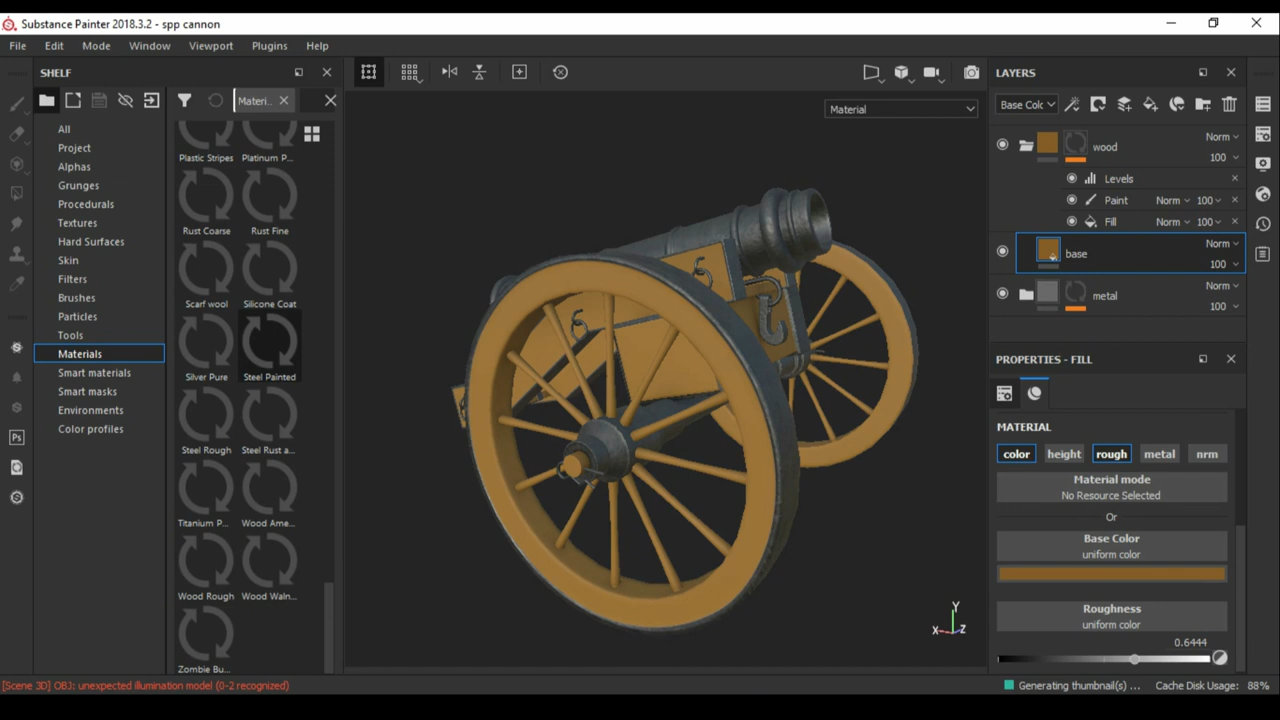 Substance Painter 2018.3.2 - spp cannon
File Edit Mode Window Viewport Plugins Help
SHELF
Materi..
All
Project
Alphas
Grunges
Procedurals
Textures
Hard Surfaces
Skin
Filters
Brushes
Particles
Tools
Materials
Smart materials
Smart masks
Environments
Color profiles
Plastic Stripes Platinum P...
Rust Coarse Rust Fine
Scarf wool Silicone Coat
Silver Pure Steel Painted
Steel Rough Steel Rust a...
Titanium P... Wood Ame...
Wood Rough Wood Waln...
Zombie Bu...
Material
Y
X Z
LAYERS
Base Colc
wood Norm
100
Levels
Paint Norm 100
Fill Norm 100
base Norm
100
metal Norm
100
PROPERTIES - FILL
MATERIAL
color height rough metal nrm
Material mode
No Resource Selected
Or
Base Color
uniform color
Roughness
uniform color
0.6444
Ps
[Scene 3D] OBJ: unexpected illumination model (0-2 recognized)
Generating thumbnail(s) ... Cache Disk Usage: 88%